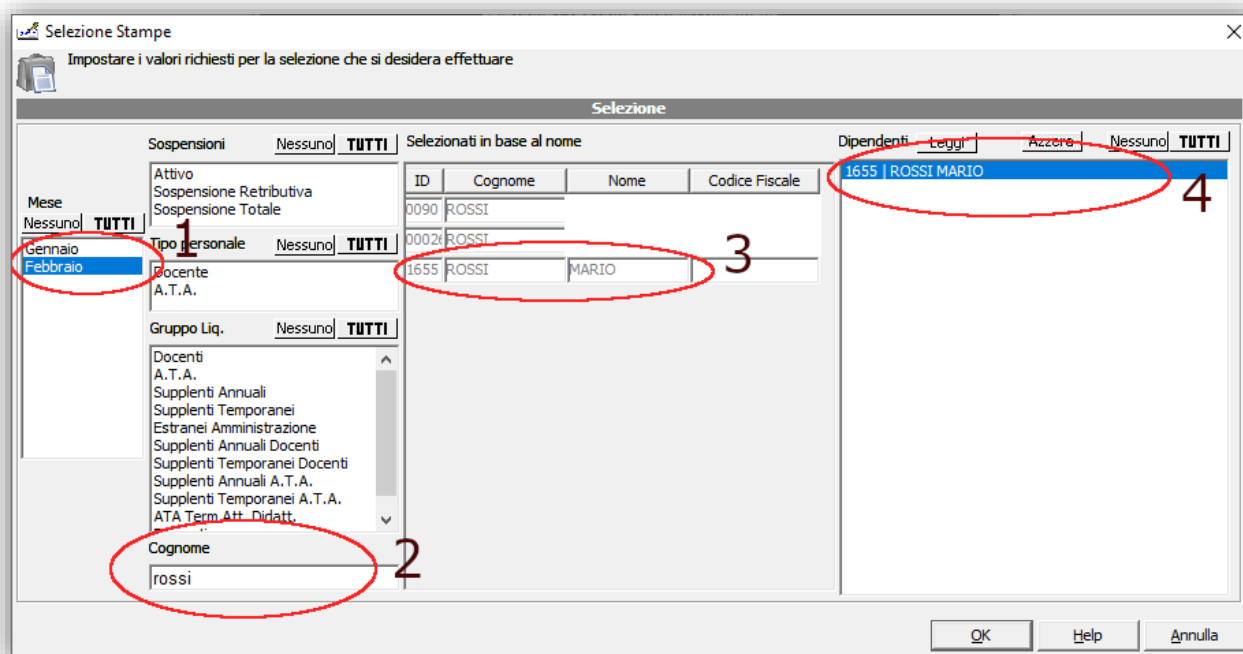 Selezione Stampe
Impostare i valori richiesti per la selezione che si desidera effettuare
Selezione
Mese
Nessuno TUTTI
Gennaio
Febbraio
1
Sospensioni Nessuno TUTTI
Attivo
Sospensione Retributiva
Sospensione Totale
Tipo personale Nessuno TUTTI
Docente
A.T.A.
Gruppo Liq. Nessuno TUTTI
Docenti
A.T.A.
Supplenti Annuali
Supplenti Temporanei
Estranei Amministrazione
Supplenti Annuali Docenti
Supplenti Temporanei Docenti
Supplenti Annuali A.T.A.
Supplenti Temporanei A.T.A.
ATA Term.Att. Didatt.
Cognome
rossi
2
Selezionati in base al nome
ID Cognome Nome Codice Fiscale
0090 ROSSI
0002 ROSSI
1655 ROSSI MARIO
3
Dipendenti Leggi Azzera Nessuno TUTTI
1655 | ROSSI MARIO
4
OK Help Annulla